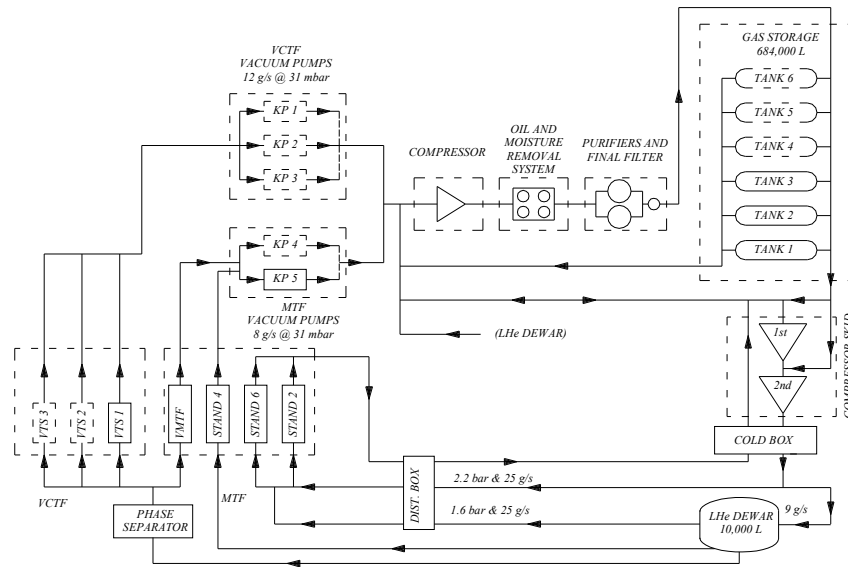 VCTF
VACUUM PUMPS
12 g/s @ 31 mbar
KP 1
KP 2
KP 3
KP 4
KP 5
MTF
VACUUM PUMPS
8 g/s @ 31 mbar
COMPRESSOR
OIL AND
MOISTURE
REMOVAL
SYSTEM
PURIFIERS AND
FINAL FILTER
GAS STORAGE
684,000 L
TANK 6
TANK 5
TANK 4
TANK 3
TANK 2
TANK 1
(LHe DEWAR)
1st
2nd
COMPRESSOR SKID
COLD BOX
VTS 3
VTS 2
VTS 1
VMTF
STAND 4
STAND 6
STAND 2
VCTF
MTF
PHASE
SEPARATOR
DIST. BOX
2.2 bar & 25 g/s
1.6 bar & 25 g/s
LHe DEWAR
10,000 L
9 g/s